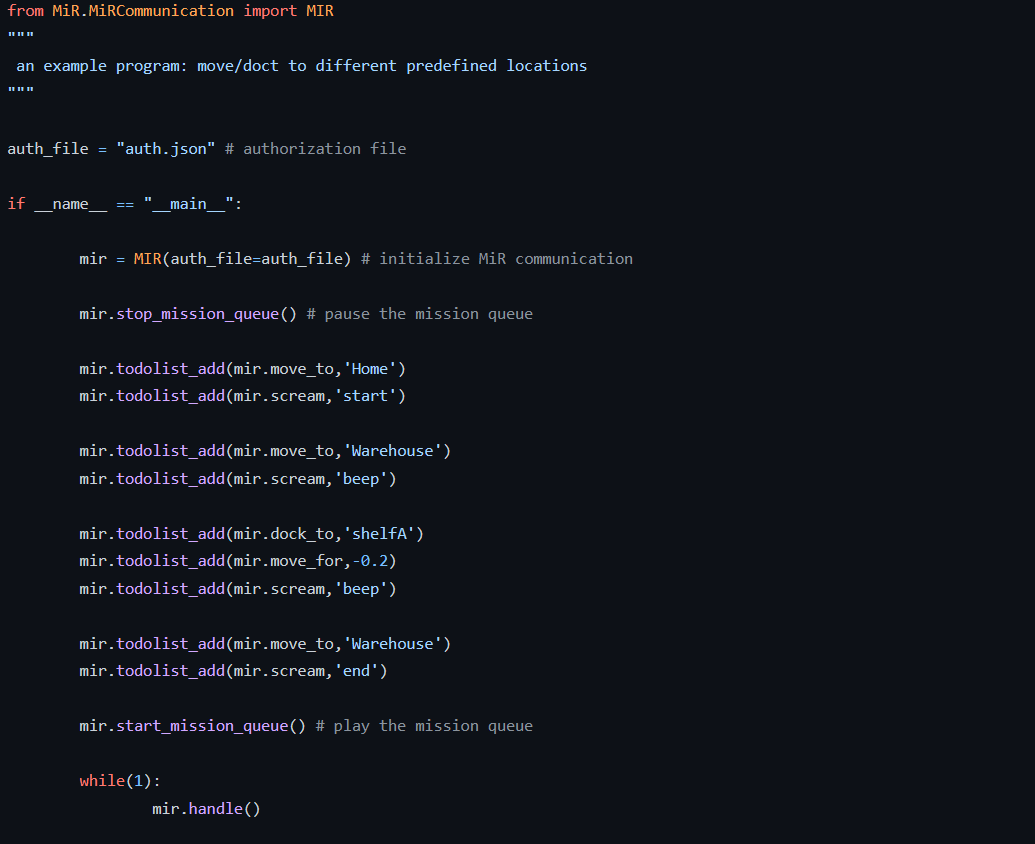 from MiR.MiRCommunication import MIR
"""
 an example program: move/doct to different predefined locations
"""
auth_file = "auth.json" # authorization file
if __name__ == "__main__":
        mir = MIR(auth_file=auth_file) # initialize MiR communication
        mir.stop_mission_queue() # pause the mission queue
        mir.todolist_add(mir.move_to,'Home')
        mir.todolist_add(mir.scream,'start')
        mir.todolist_add(mir.move_to,'Warehouse')
        mir.todolist_add(mir.scream,'beep')
        mir.todolist_add(mir.dock_to,'shelfA')
        mir.todolist_add(mir.move_for,-0.2)
        mir.todolist_add(mir.scream,'beep')
        mir.todolist_add(mir.move_to,'Warehouse')
        mir.todolist_add(mir.scream,'end')
        mir.start_mission_queue() # play the mission queue
        while(1):
                mir.handle()